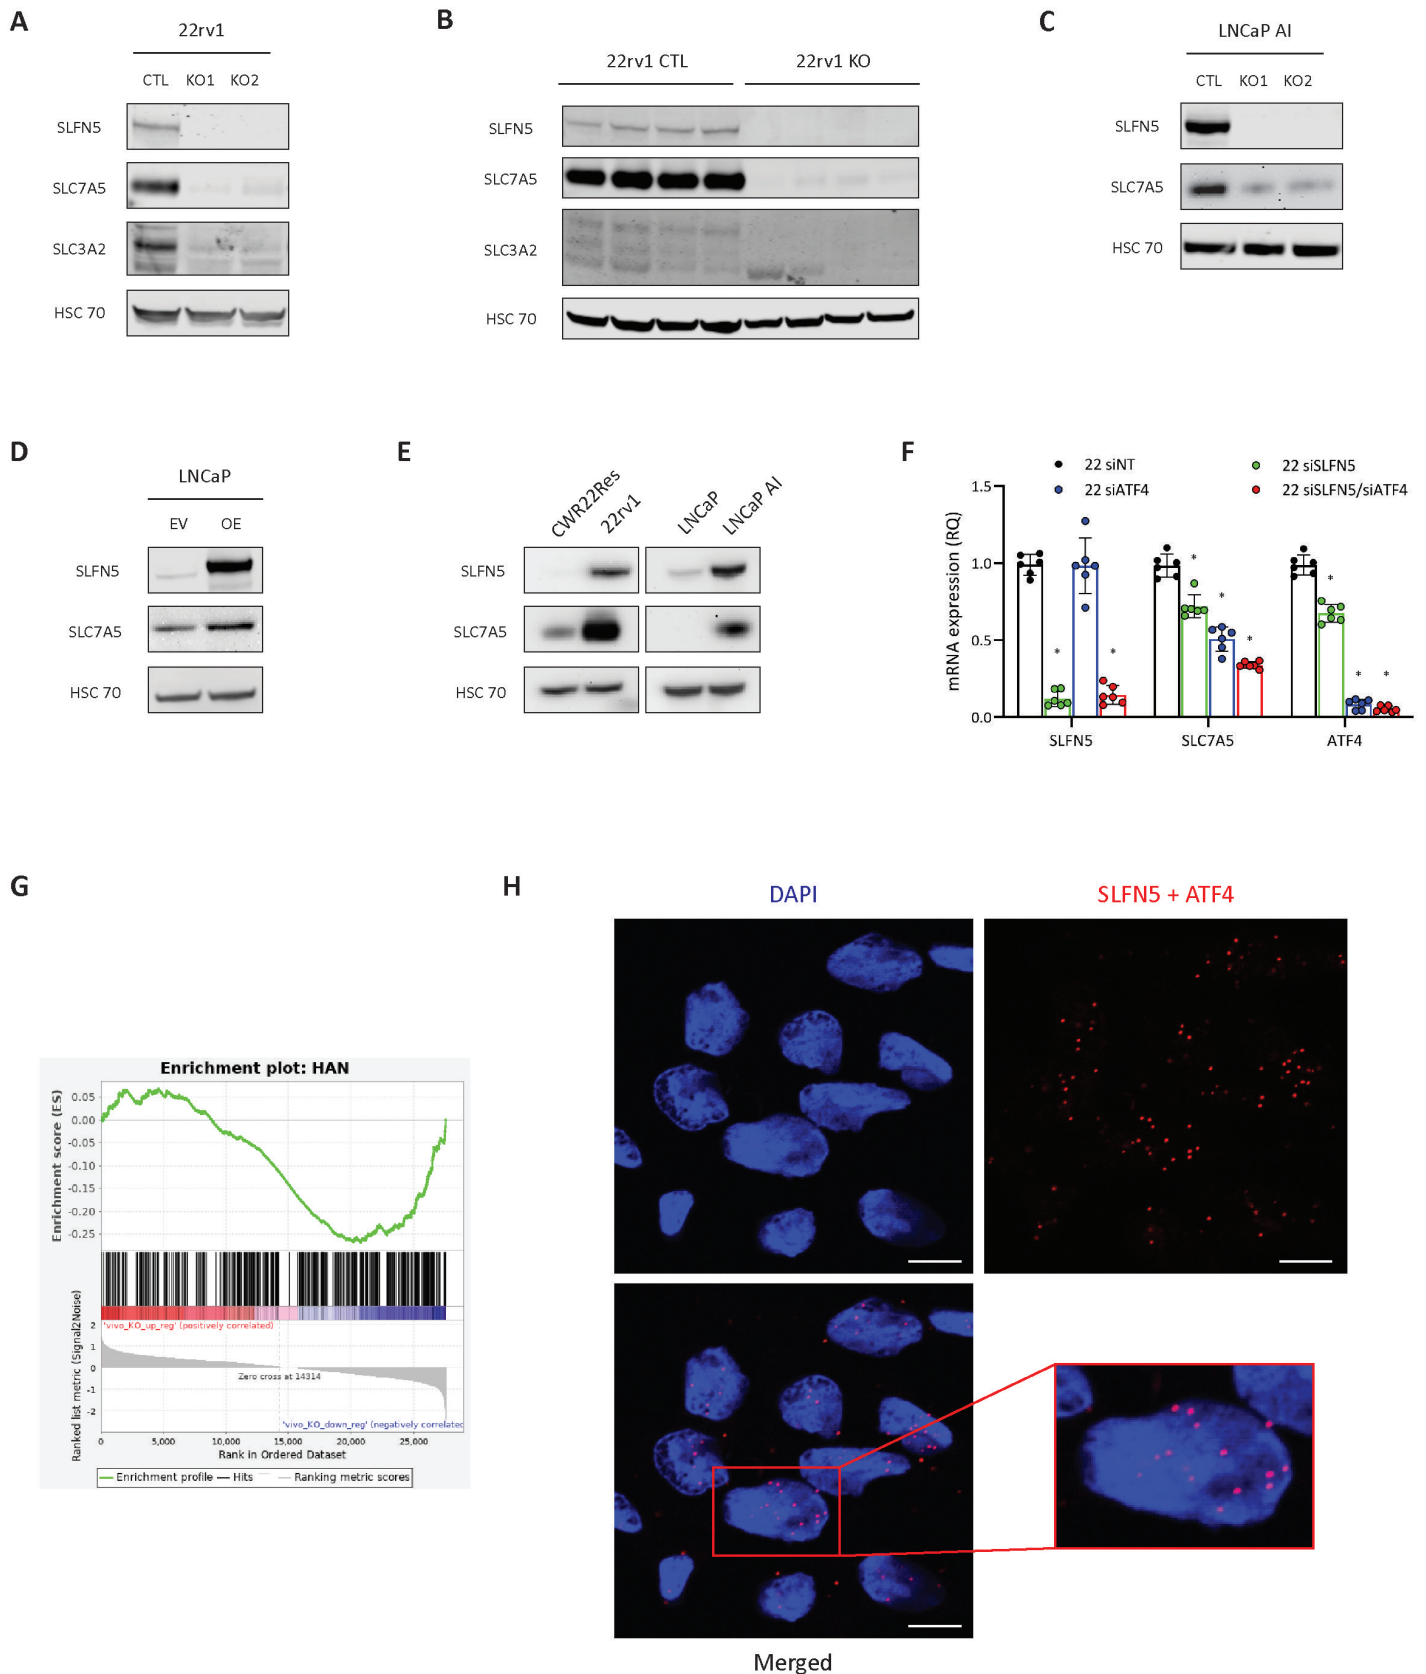 A
22rv1
CTL KO1 KO2
SLFN5
SLC7A5
SLC3A2
HSC 70
B
22rv1 CTL 22rv1 KO
SLFN5
SLC7A5
SLC3A2
HSC 70
C
LNCaP AI
CTL KO1 KO2
SLFN5
SLC7A5
HSC 70
D
LNCaP
EV OE
SLFN5
SLC7A5
HSC 70
E
CWR22Res 22rv1 LNCaP LNCaP AI
SLFN5
SLC7A5
HSC 70
F
22 siNT 22 siSLFN5
22 siATF4 22 siSLFN5/siATF4
mRNA expression (RQ)
1.5
1.0
0.5
0.0
* * * * * * * *
SLFN5 SLC7A5 ATF4
G
Enrichment plot: HAN
Enrichment score (ES)
0.05
0.00
-0.05
-0.10
-0.15
-0.20
-0.25
Ranked list metric (Signal2Noise)
'vivo_KO_up_reg' (positively correlated)
2
1
0
-1
-2
Zero cross at 14314
'vivo_KO_down_reg' (negatively correlated
0 5,000 10,000 15,000 20,000 25,000
Rank in Ordered Dataset
Enrichment profile Hits Ranking metric scores
H
DAPI SLFN5 + ATF4
Merged